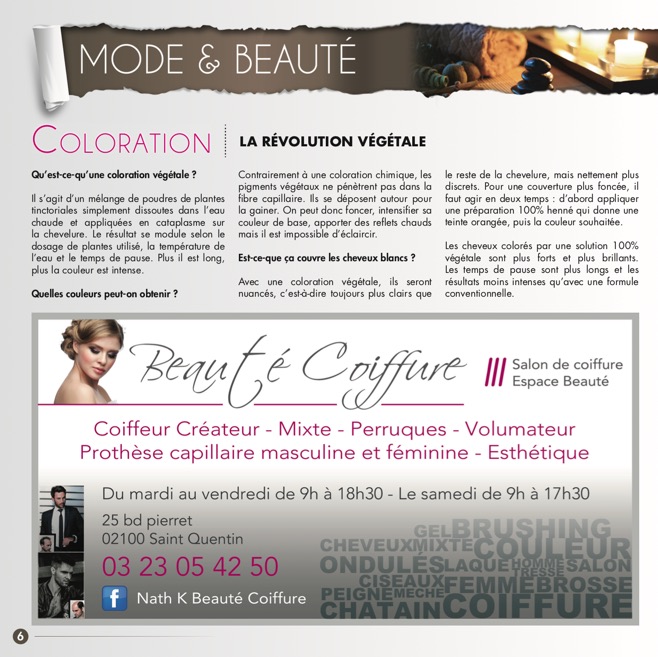 MODE & BEAUTÉ
COLORATION
LA RÉVOLUTION VÉGÉTALE
Qu'est-ce-qu'une coloration végétale ?
Il s'agit d'un mélange de poudres de plantes
tinctoriales simplement dissoutes dans l'eau
chaude et appliquées en cataplasme sur
la chevelure. Le résultat se module selon le
dosage de plantes utilisé, la température de
l'eau et le temps de pause. Plus il est long,
plus la couleur est intense.
Quelles couleurs peut-on obtenir ?
Contrairement à une coloration chimique, les
pigments végétaux ne pénètrent pas dans la
fibre capillaire. Ils se déposent autour pour
la gainer. On peut donc foncer, intensifier sa
couleur de base, apporter des reflets chauds
mais il est impossible d'éclaircir.
Est-ce-que ça couvre les cheveux blancs ?
Avec une coloration végétale, ils seront
nuancés, c'est-à-dire toujours plus clairs que
le reste de la chevelure, mais nettement plus
discrets. Pour une couverture plus foncée, il
faut agir en deux temps : d'abord appliquer
une préparation 100% henné qui donne une
teinte orangée, puis la couleur souhaitée.
Les cheveux colorés par une solution 100%
végétale sont plus forts et plus brillants.
Les temps de pause sont plus longs et les
résultats moins intenses qu'avec une formule
conventionnelle.
Beauté Coiffure
Salon de coiffure
Espace Beauté
Coiffeur Créateur - Mixte - Perruques - Volumateur
Prothèse capillaire masculine et féminine - Esthétique
Du mardi au vendredi de 9h à 18h30 - Le samedi de 9h à 17h30
25 bd pierret
02100 Saint Quentin
03 23 05 42 50
f Nath K Beauté Coiffure
GEL BRUSHING
CHEVEUX MIXTE COULEUR
ONDULÉS LAQUE HOMME SALON
CISEAUX FEMME BROSSE
PEIGNE MECHE
CHATAIN COIFFURE
6